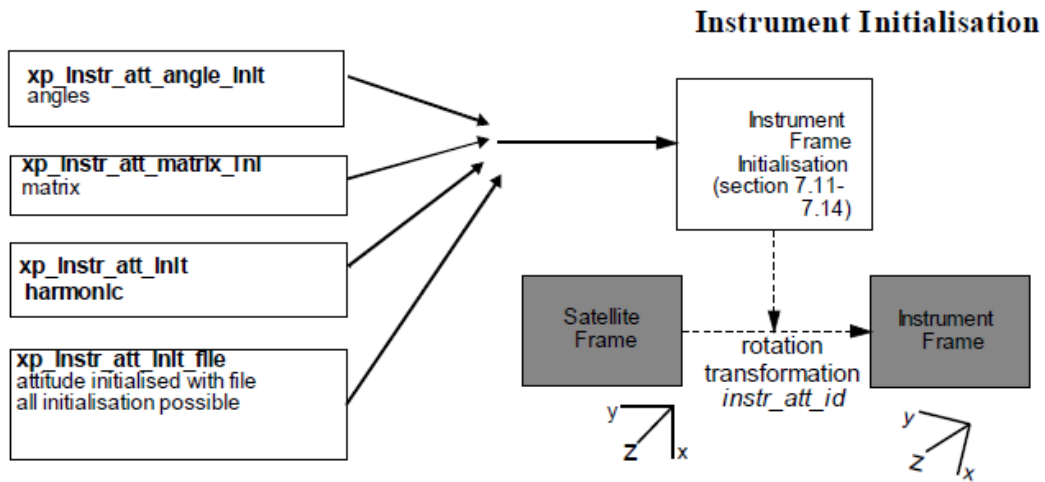 Instrument Initialisation
xp_instr_att_angle_init
angles
xp_instr_att_matrix_ini
matrix
xp_instr_att_init
harmonic
xp_instr_att_init_file
attitude initialised with file
all initialisation possible
Instrument
Frame
Initialisation
(section 7.11-
7.14)
Satellite
Frame
rotation
transformation
instr_att_id
Instrument
Frame
y
z
x
y
z
x